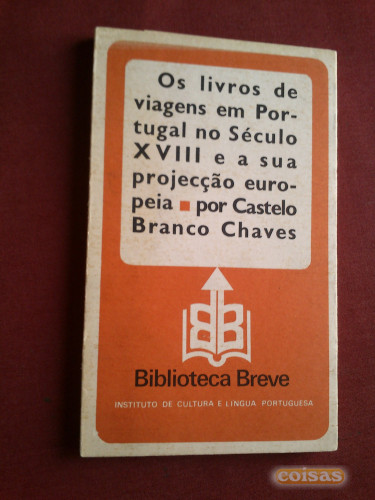 Os livros de
viagens em Por-
tugal no Século
XVIII e a sua
projecção euro-
peia ■ por Castelo
Branco Chaves
BB
Biblioteca Breve
INSTITUTO DE CULTURA E LÍNGUA PORTUGUESA
coisas